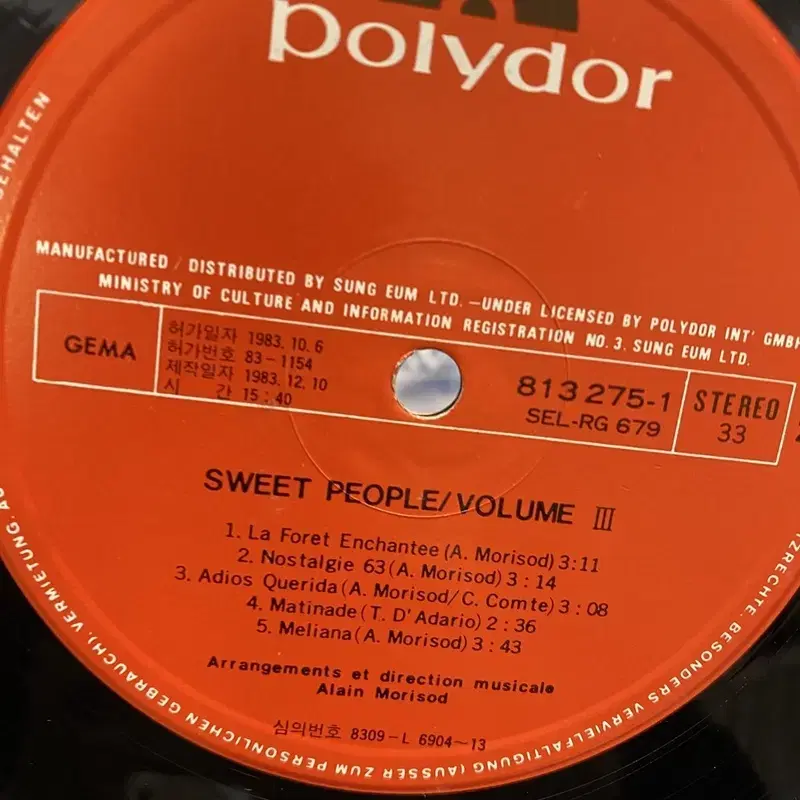 polydor
MANUFACTURED / DISTRIBUTED BY SUNG EUM LTD. —UNDER LICENSED BY POLYDOR INT' GMBH
MINISTRY OF CULTURE AND INFORMATION REGISTRATION NO. 3. SUNG EUM LTD.
GEMA
허가일자 1983. 10. 6
허가번호 83-1154
제작일자 1983. 12. 10
시 간 15 : 40
813 275-1
SEL-RG 679
STEREO
33
SWEET PEOPLE/VOLUME III
1. La Foret Enchantee (A. Morisod) 3:11
2. Nostalgie 63 (A. Morisod) 3 : 14
3. Adios Querida (A. Morisod/C. Comte) 3 : 08
4. Matinade (T. D'Adario) 2 : 36
5. Meliana (A. Morisod) 3 : 43
Arrangements et direction musicale
Alain Morisod
심의번호 8309-L 6904~13
TZRECHTE, BESONDERS VERVIELFALTIGUNG (AUSSER ZUM PERSONLICHEN GEBRAUCH), VERMIETUNG, AU
EHALTEN